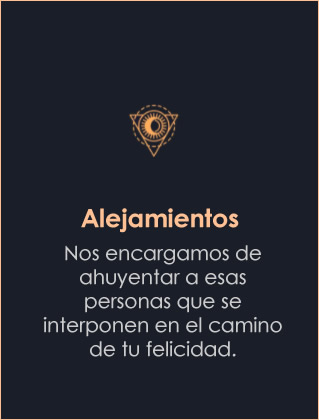 Alejamientos
Nos encargamos de
ahuyentar a esas
personas que se
interponen en el camino
de tu felicidad.